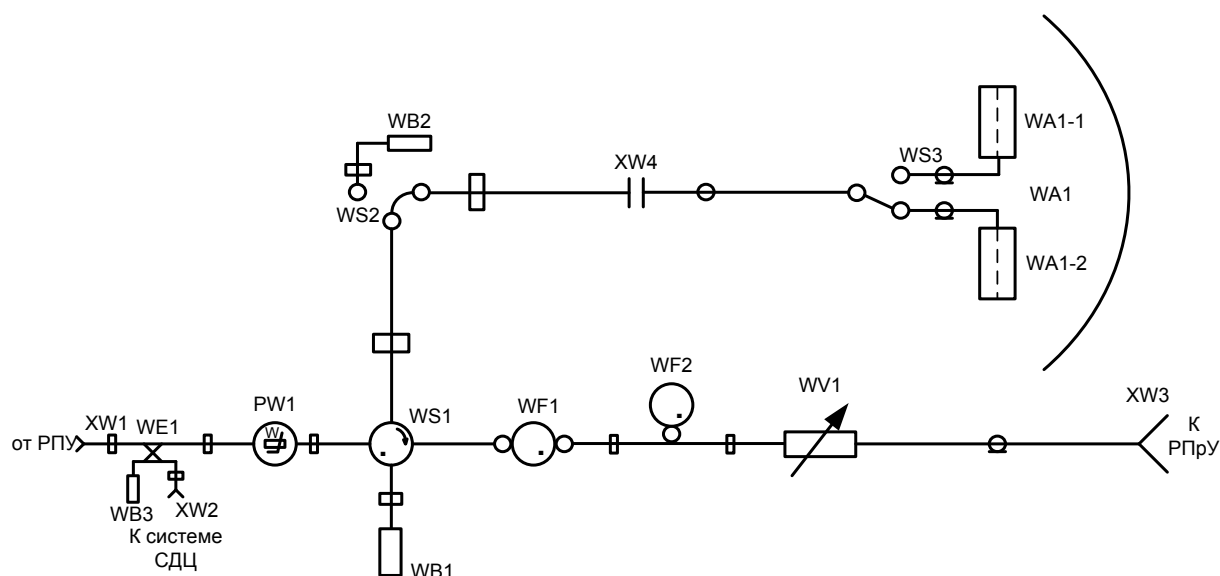 WB2
XW4
WS3
WA1-1
WS2
WA1
WA1-2
WF2
WV1
XW3
PW1
WS1
WF1
XW1
WE1
от РПУ
W
К
РПрУ
WB3
XW2
К системе
СДЦ
WB1